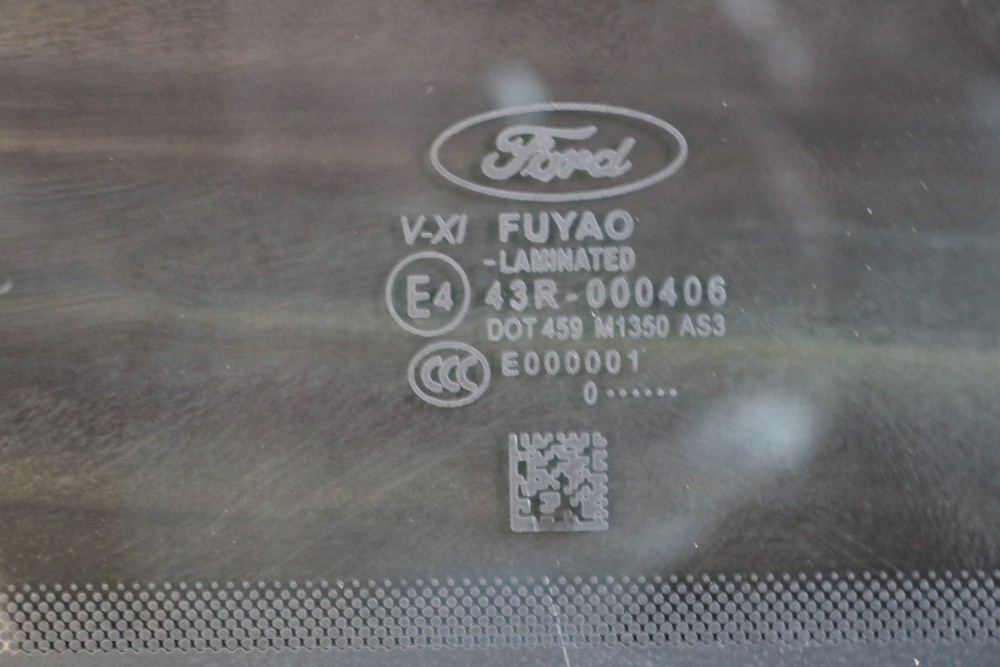 Ford
V-XI FUYAO
-LAMINATED
E4 43R-000406
DOT 459 M1350 AS3
CCC E000001
0······